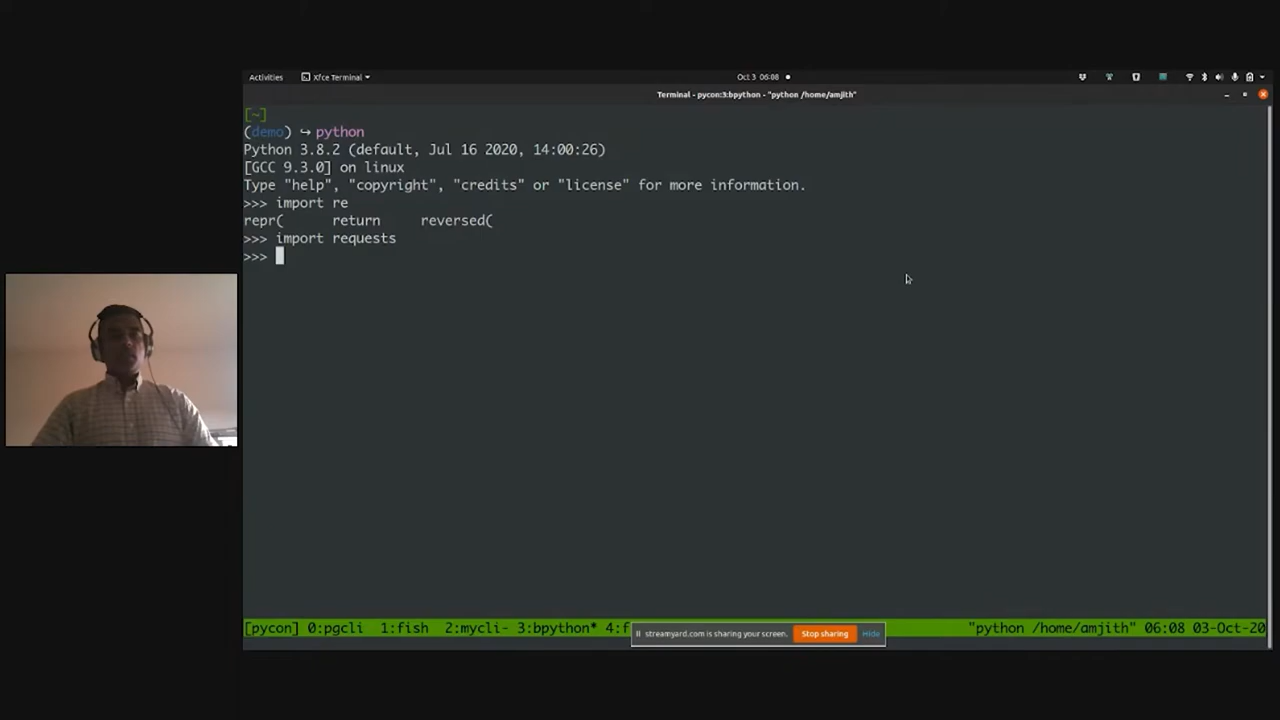 Activities Xfce Terminal Oct 3 06:08
Terminal - pycon:3:bpython - "python /home/amjith"
[~]
(demo) ↪ python
Python 3.8.2 (default, Jul 16 2020, 14:00:26)
[GCC 9.3.0] on linux
Type "help", "copyright", "credits" or "license" for more information.
>>> import re
repr( return reversed(
>>> import requests
>>>
[pycon] 0:pgcli 1:fish 2:mycli- 3:bpython* 4:f "python /home/amjith" 06:08 03-Oct-20
streamyard.com is sharing your screen. Stop sharing Hide